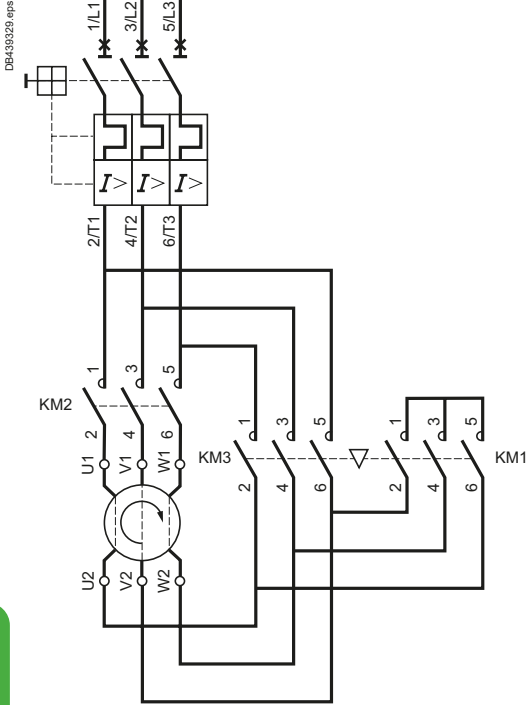 DB439329.eps
1/L1 3/L2 5/L3
I> I> I>
2/T1 4/T2 6/T3
1 3 5
KM2
2 4 6
U1 V1 W1
KM3
1 3 5
1 3 5
KM1
2 4 6
2 4 6
U2 V2 W2